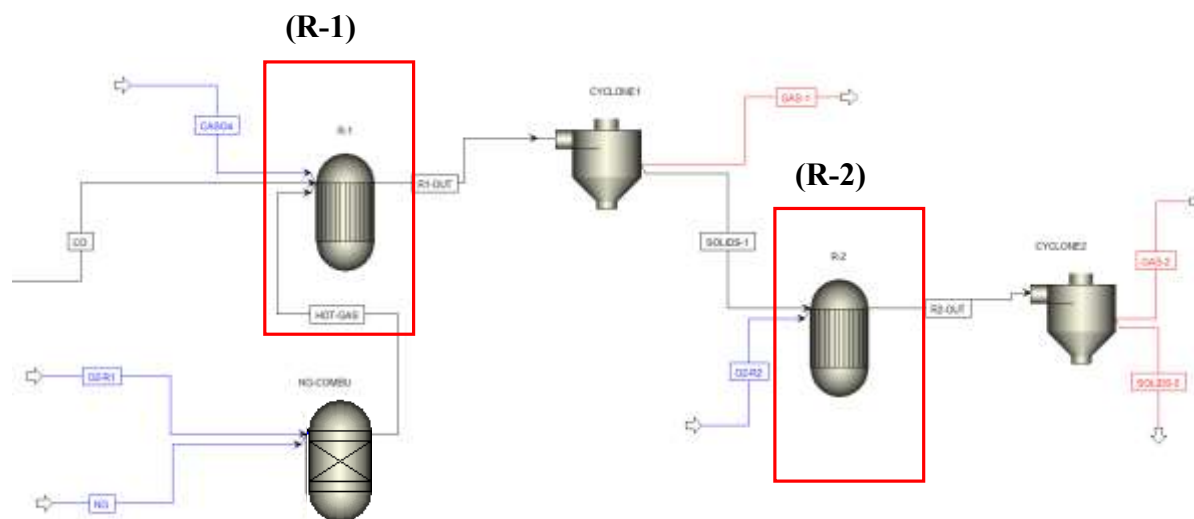 (R-1)
CYCLONE1
GAS-1
CASO4
R-1
R1-OUT
(R-2)
CO
SOLIDS-1
R-2
CYCLONE2
GAS-2
HOT-GAS
R2-OUT
O2-R1
NG-COMBU
O2-R2
SOLIDS-2
NG